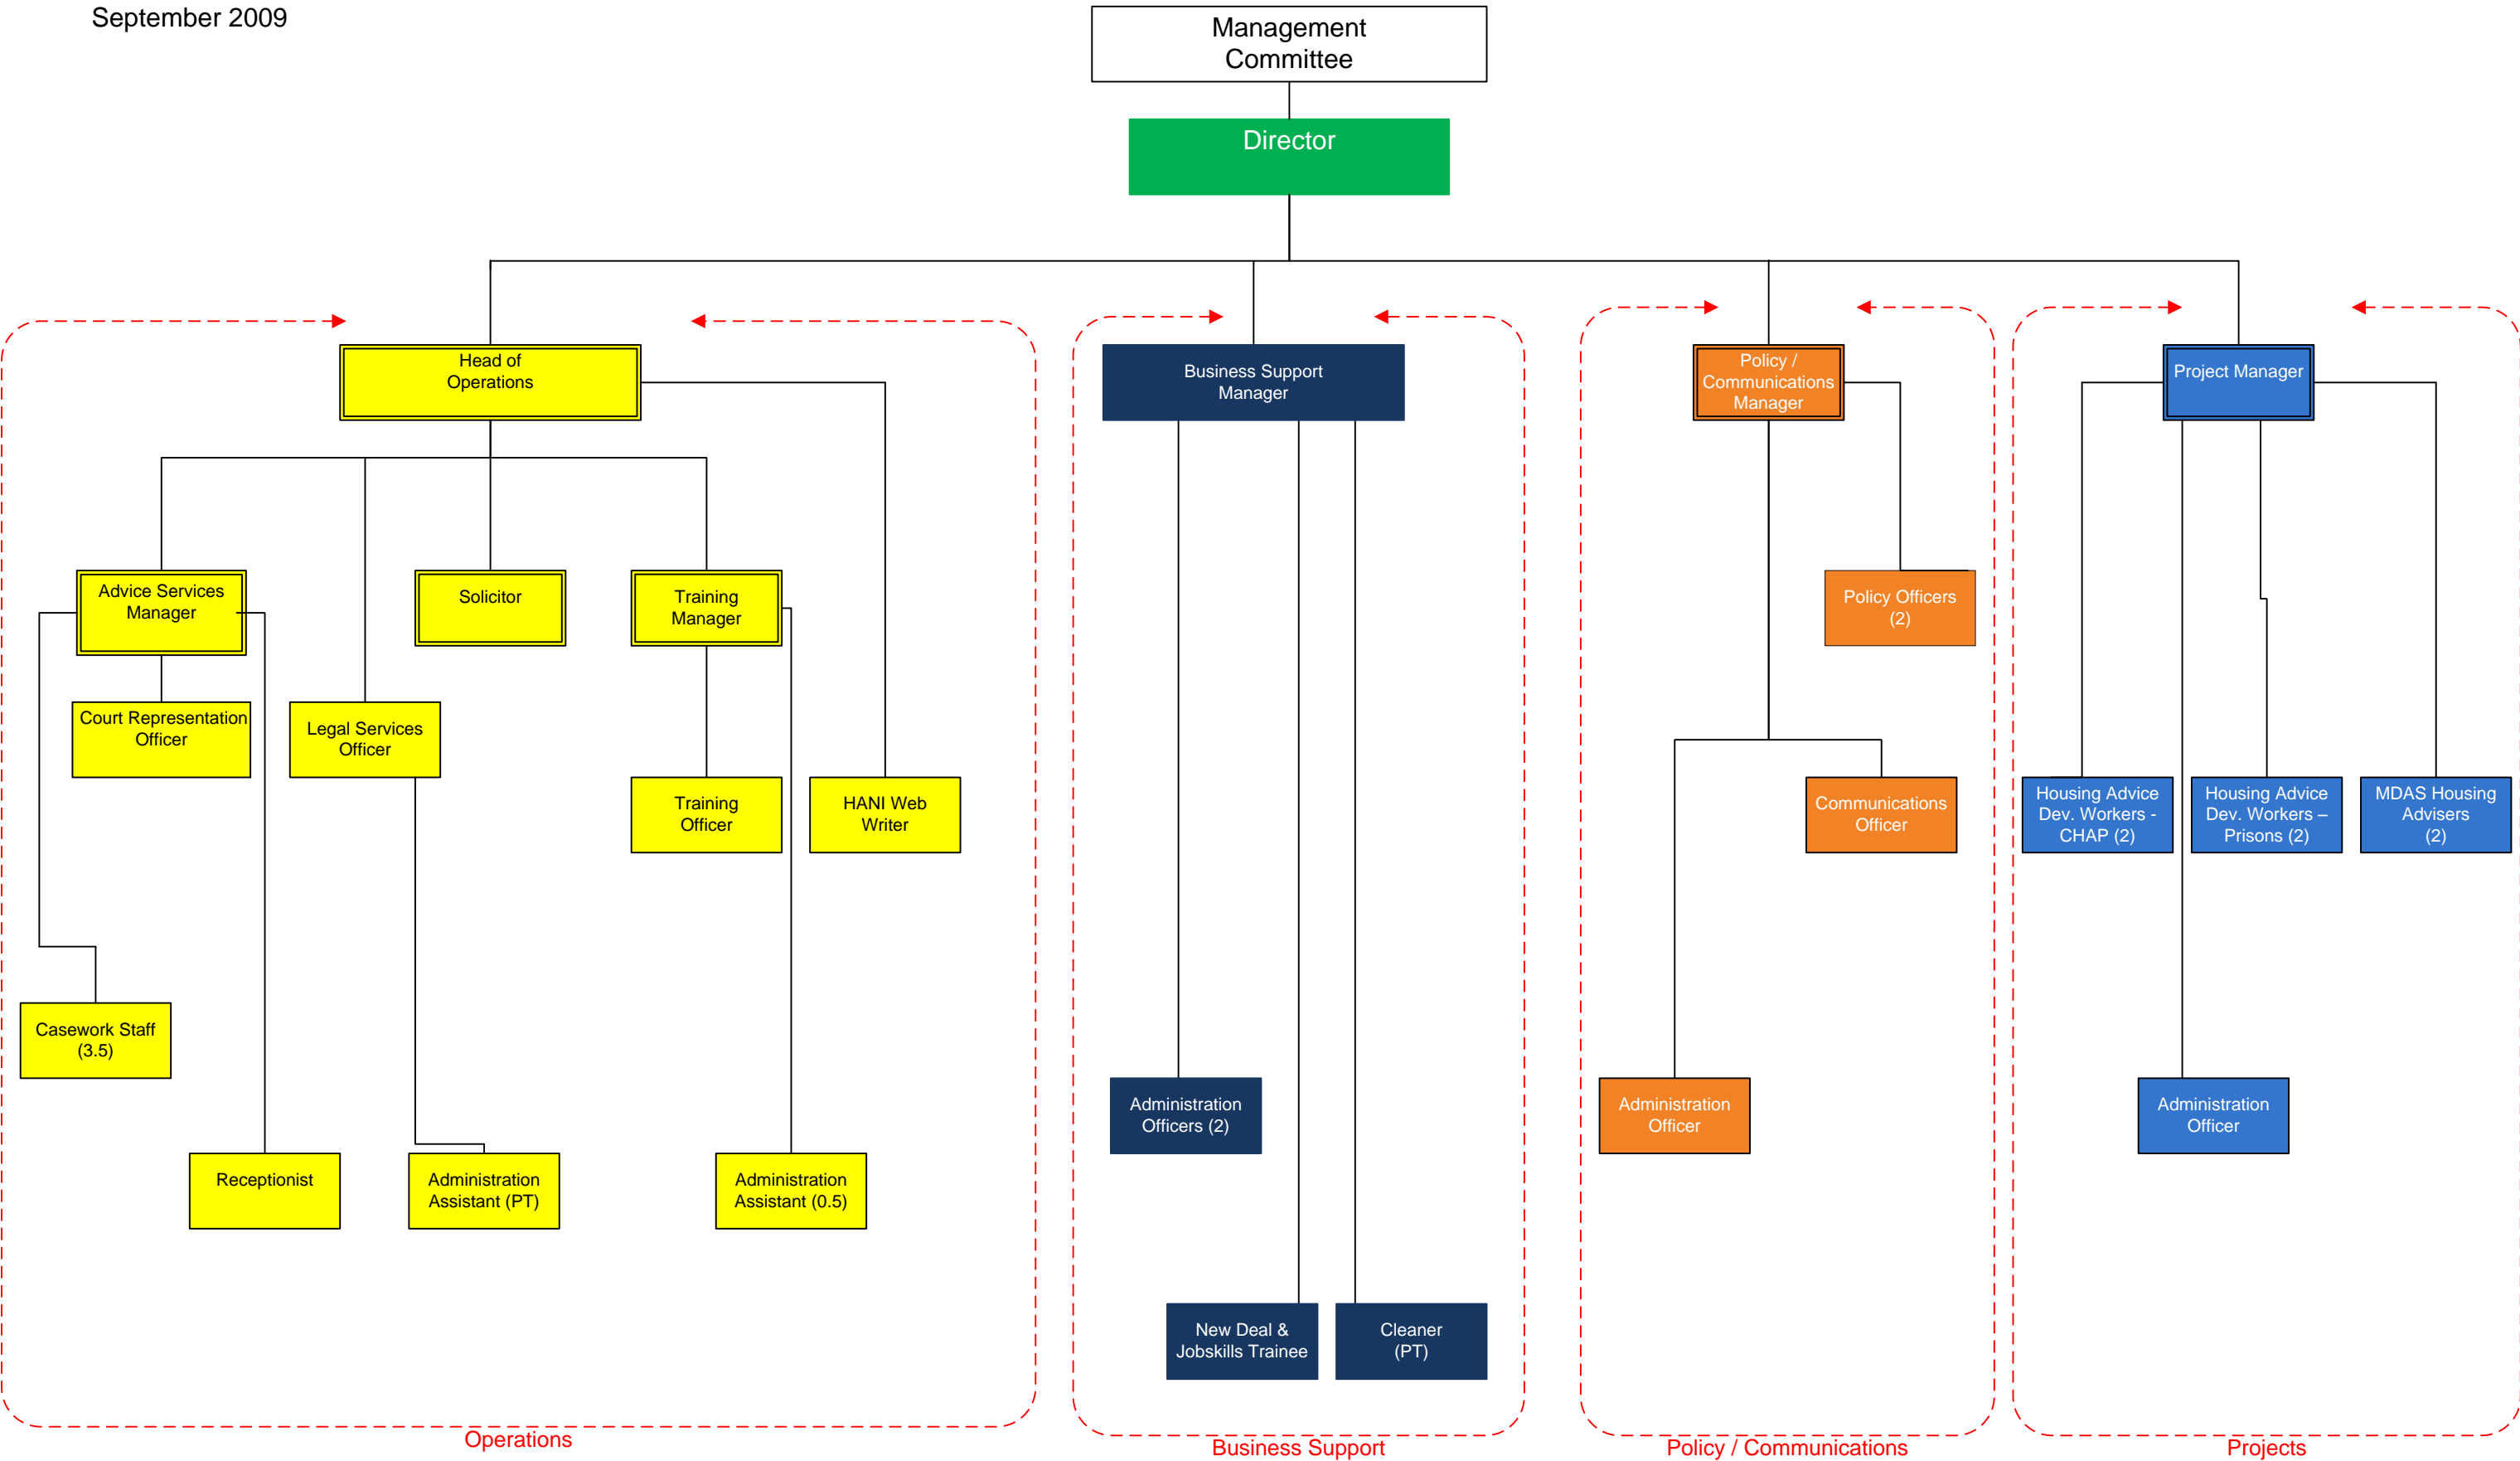 September 2009
Management
Committee
Director
Head of
Operations
Business Support
Manager
Policy /
Communications
Manager
Project Manager
Advice Services
Manager
Solicitor
Training
Manager
Policy Officers
(2)
Court Representation
Officer
Legal Services
Officer
Training
Officer
HANI Web
Writer
Communications
Officer
Housing Advice
Dev. Workers -
CHAP (2)
Housing Advice
Dev. Workers –
Prisons (2)
MDAS Housing
Advisers
(2)
Casework Staff
(3.5)
Administration
Officers (2)
Administration
Officer
Administration
Officer
Receptionist
Administration
Assistant (PT)
Administration
Assistant (0.5)
New Deal &
Jobskills Trainee
Cleaner
(PT)
Operations
Business Support
Policy / Communications
Projects